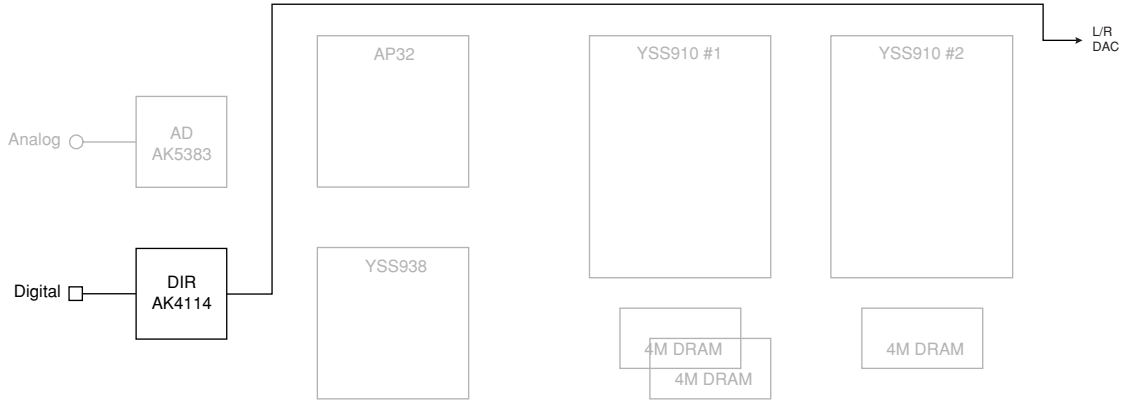 L/R
DAC
AP32
YSS910 #1
YSS910 #2
Analog
AD
AK5383
Digital
DIR
AK4114
YSS938
4M DRAM
4M DRAM
4M DRAM